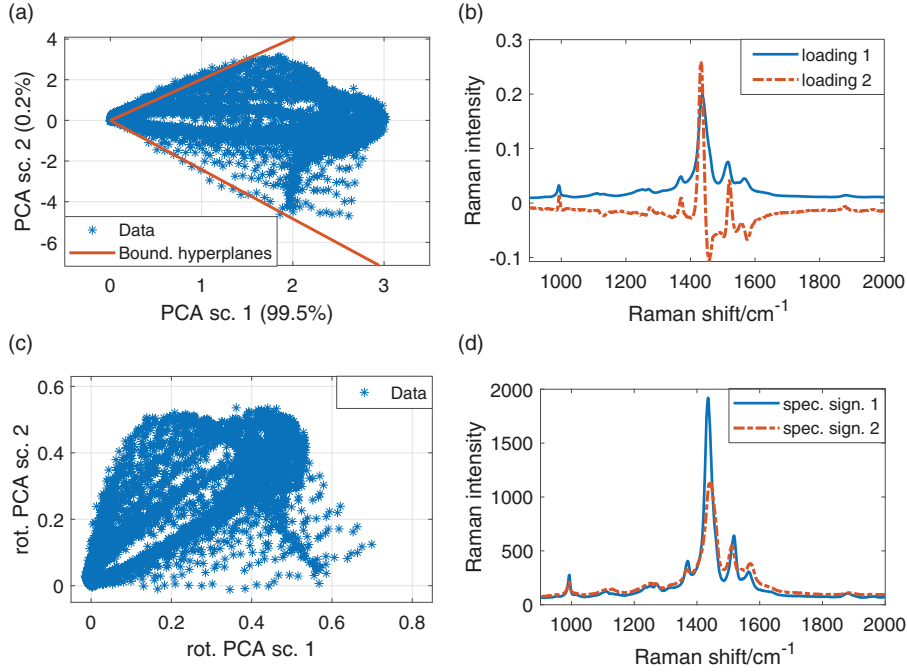 (a)
4
2
0
-2
-4
-6
PCA sc. 2 (0.2%)
Data
Bound. hyperplanes
0
1
2
3
PCA sc. 1 (99.5%)
(b)
0.3
0.2
0.1
0
-0.1
Raman intensity
loading 1
loading 2
1000
1200
1400
1600
1800
2000
Raman shift/cm-1
(c)
0.6
0.4
0.2
0
rot. PCA sc. 2
Data
0
0.2
0.4
0.6
0.8
rot. PCA sc. 1
(d)
2000
1500
1000
500
0
Raman intensity
spec. sign. 1
spec. sign. 2
1000
1200
1400
1600
1800
2000
Raman shift/cm-1